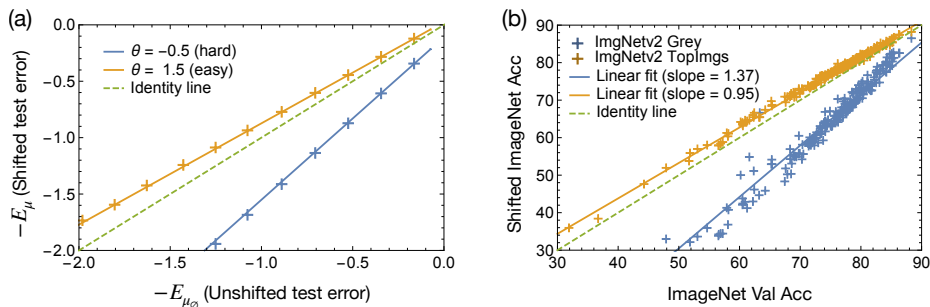 (a)
0.0
−0.5
−1.0
−1.5
−2.0
−2.0
−1.5
−1.0
−0.5
0.0
θ = −0.5 (hard)
θ = 1.5 (easy)
Identity line
−E_μ (Shifted test error)
−E_μ∅ (Unshifted test error)
(b)
90
80
70
60
50
40
30
30
40
50
60
70
80
90
ImgNetv2 Grey
ImgNetv2 TopImgs
Linear fit (slope = 1.37)
Linear fit (slope = 0.95)
Identity line
Shifted ImageNet Acc
ImageNet Val Acc